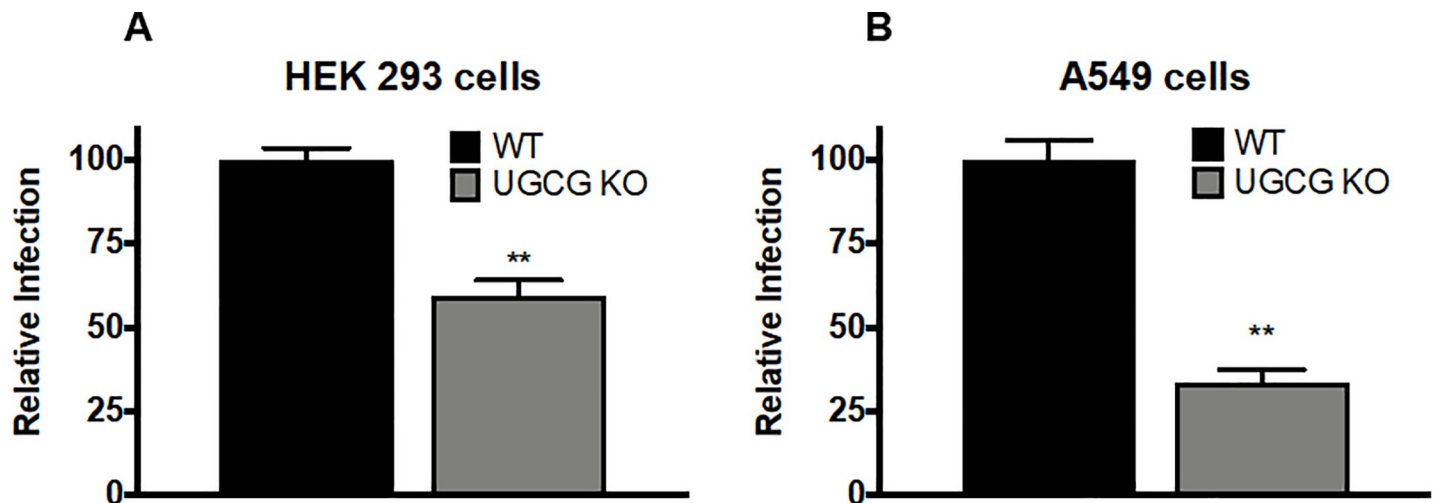 A
HEK 293 cells
Relative Infection
100
75
50
25
0
WT
UGCG KO
**
B
A549 cells
Relative Infection
100
75
50
25
0
WT
UGCG KO
**